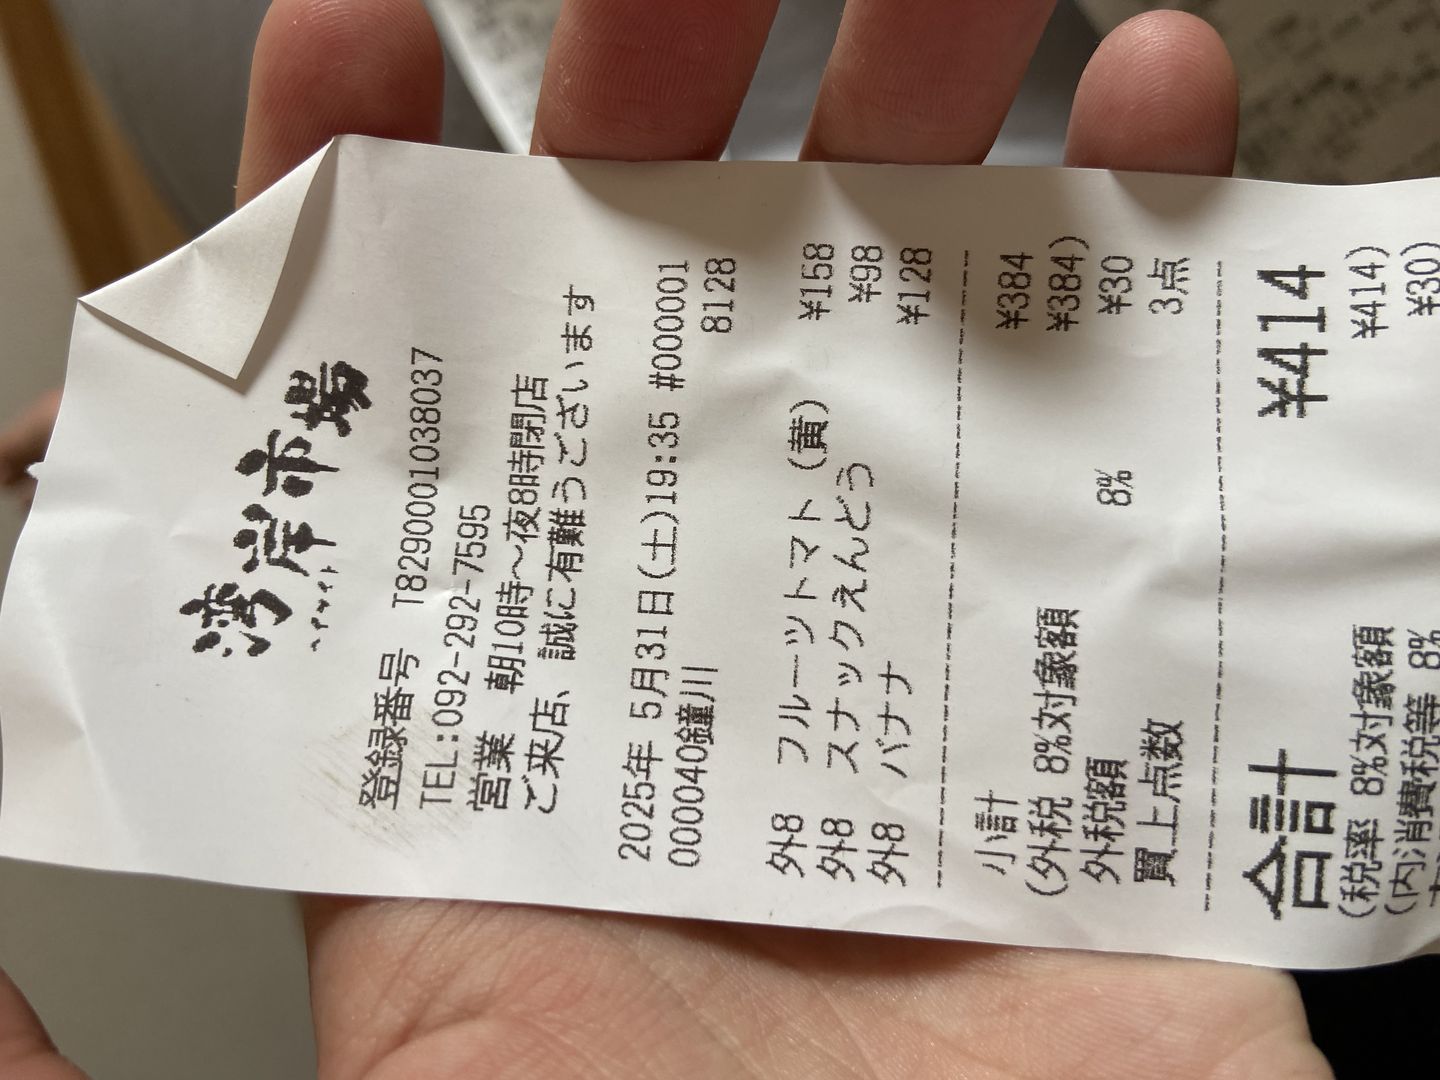 湾岸市場
ベイサイト
登録番号 T8290001038037
TEL:092-292-7595
営業 朝10時～夜8時閉店
ご来店、誠に有難うございます
2025年 5月31日(土)19:35 #000001
000040鐘川 8128
外8 フルーツトマト(黄) ¥158
外8 スナックえんどう ¥98
外8 バナナ ¥128
小計 ¥384
(外税 8%対象額 ¥384)
外税額 8% ¥30
買上点数 3点
合計 ¥414
(税率 8%対象額 ¥414)
(内消費税等 8% ¥30)